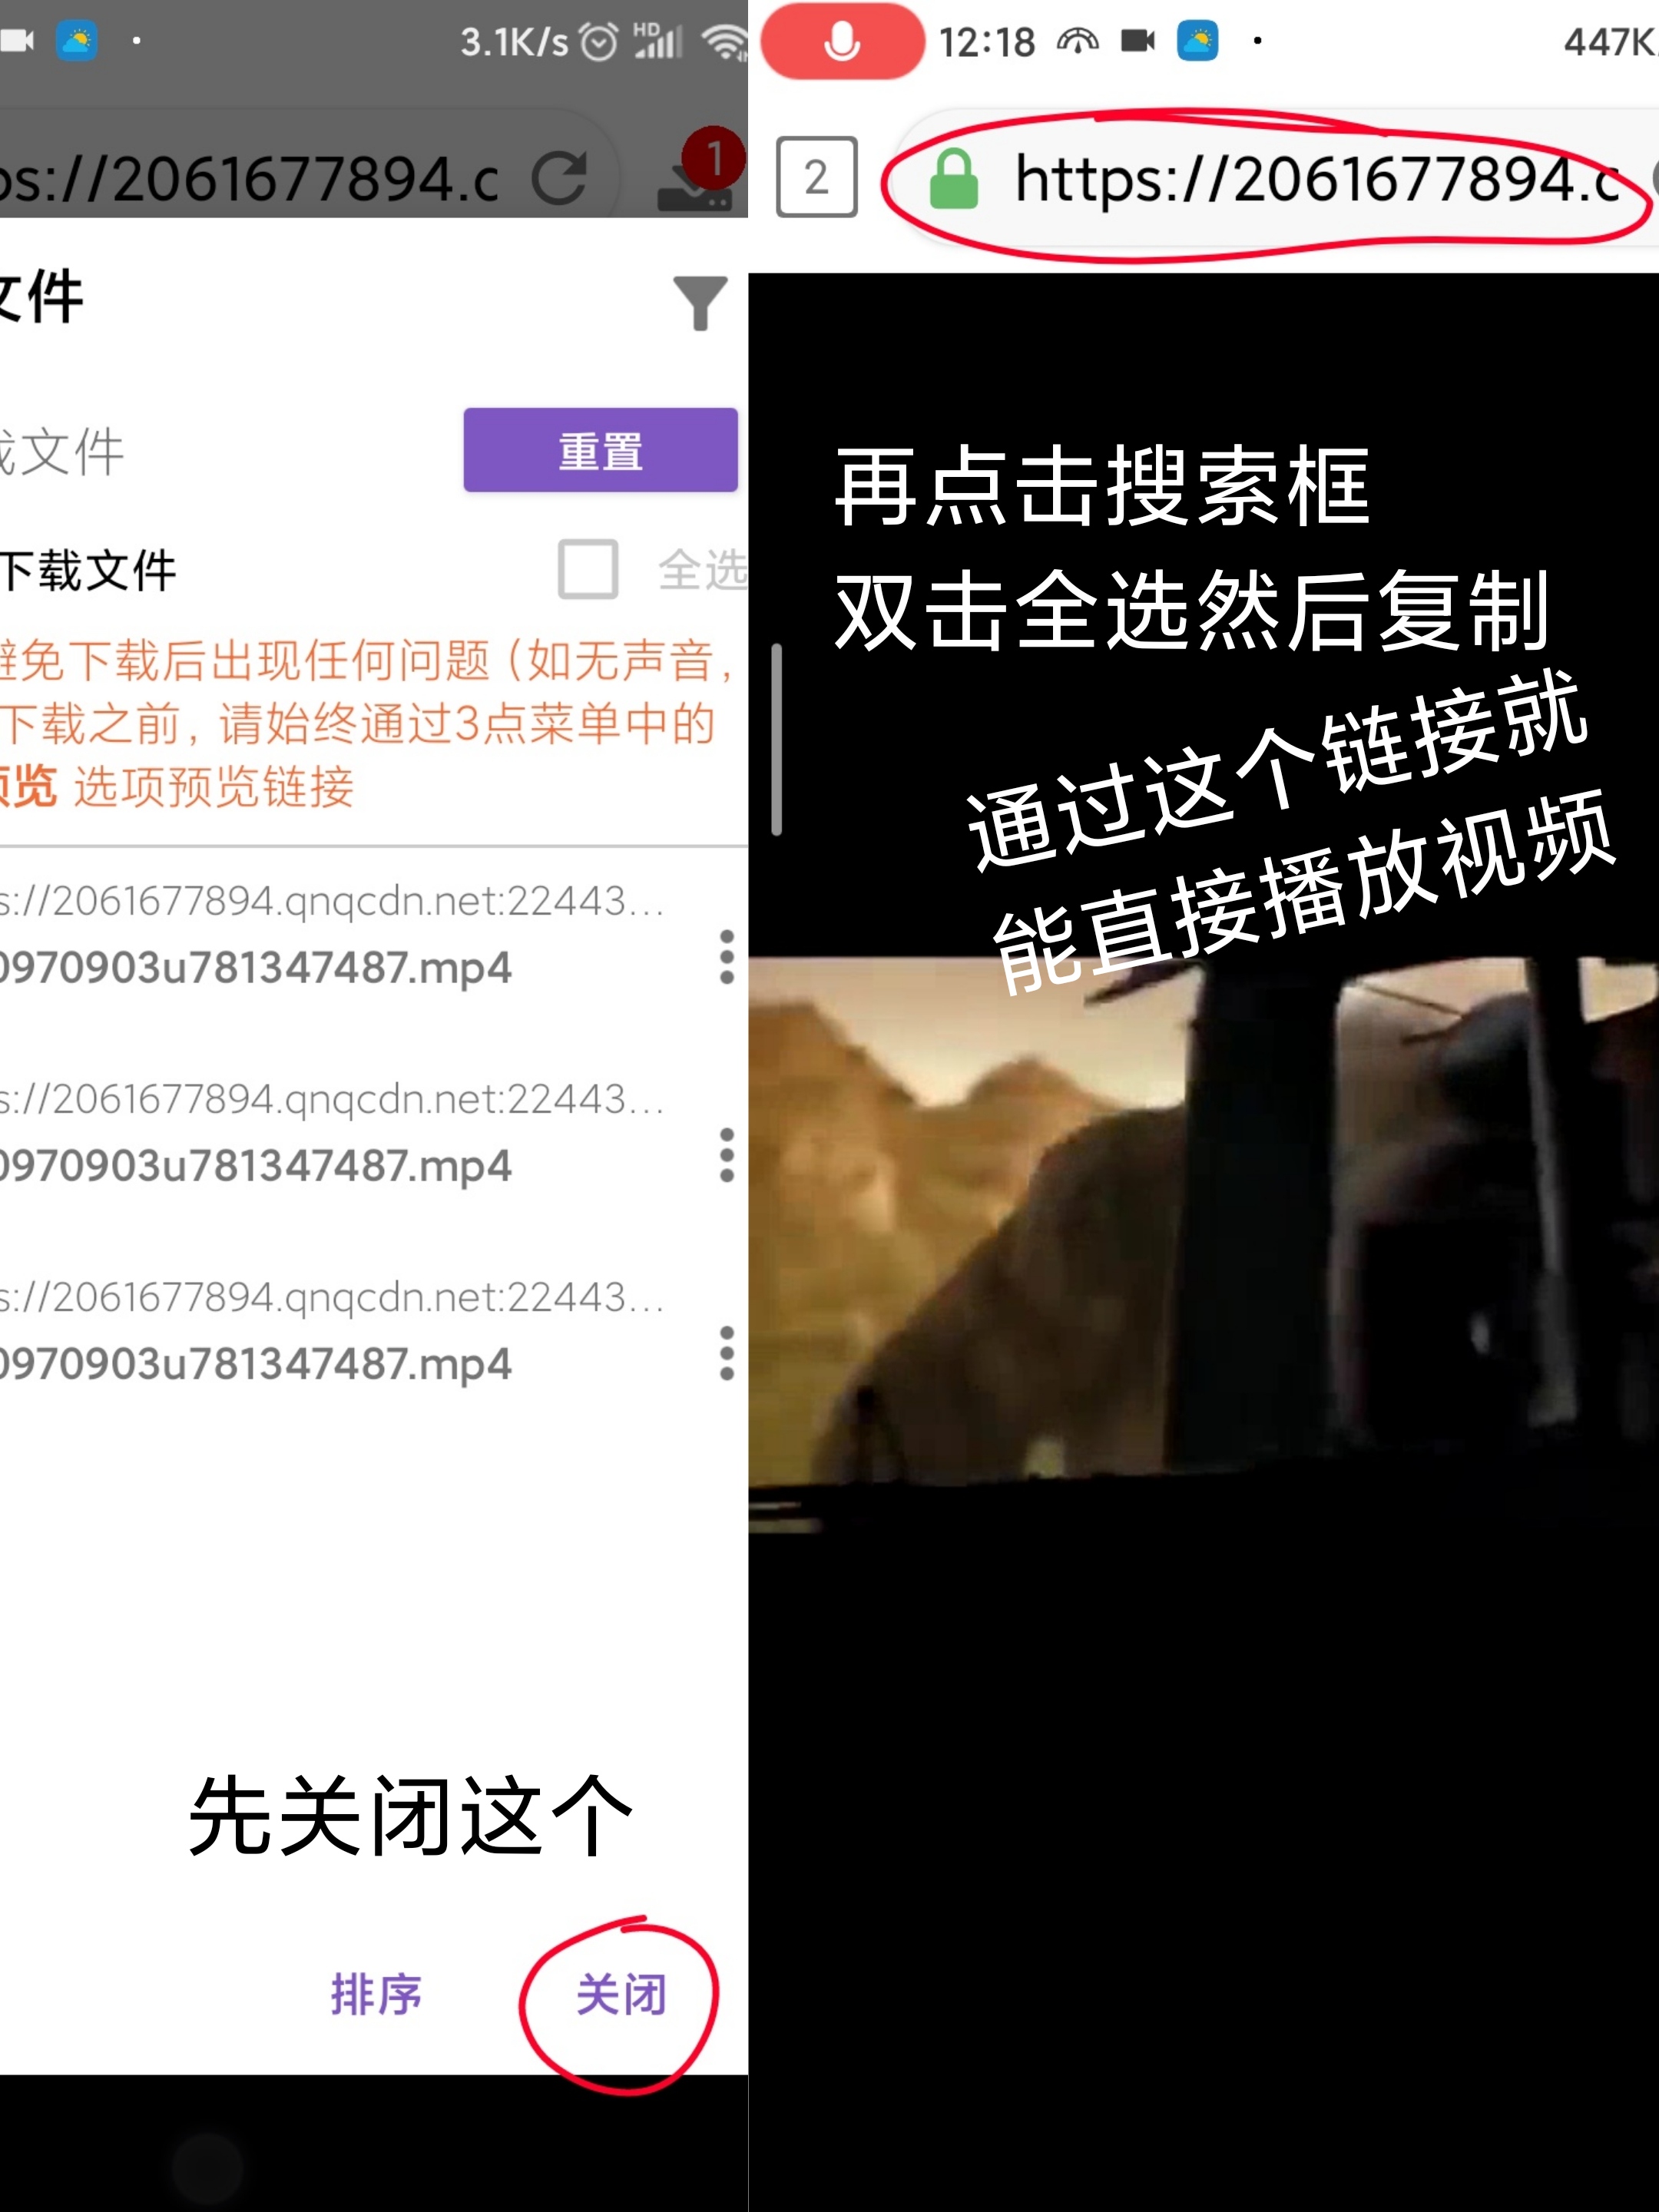 3.1K/s HD
ps://2061677894.c
1
文件
载文件
重置
下载文件
全选
避免下载后出现任何问题（如无声音，
下载之前，请始终通过3点菜单中的
预览 选项预览链接
s://2061677894.qnqcdn.net:22443...
0970903u781347487.mp4
s://2061677894.qnqcdn.net:22443...
0970903u781347487.mp4
s://2061677894.qnqcdn.net:22443...
0970903u781347487.mp4
先关闭这个
排序
关闭
12:18
447K
2
https://2061677894.c
再点击搜索框
双击全选然后复制
通过这个链接就
能直接播放视频